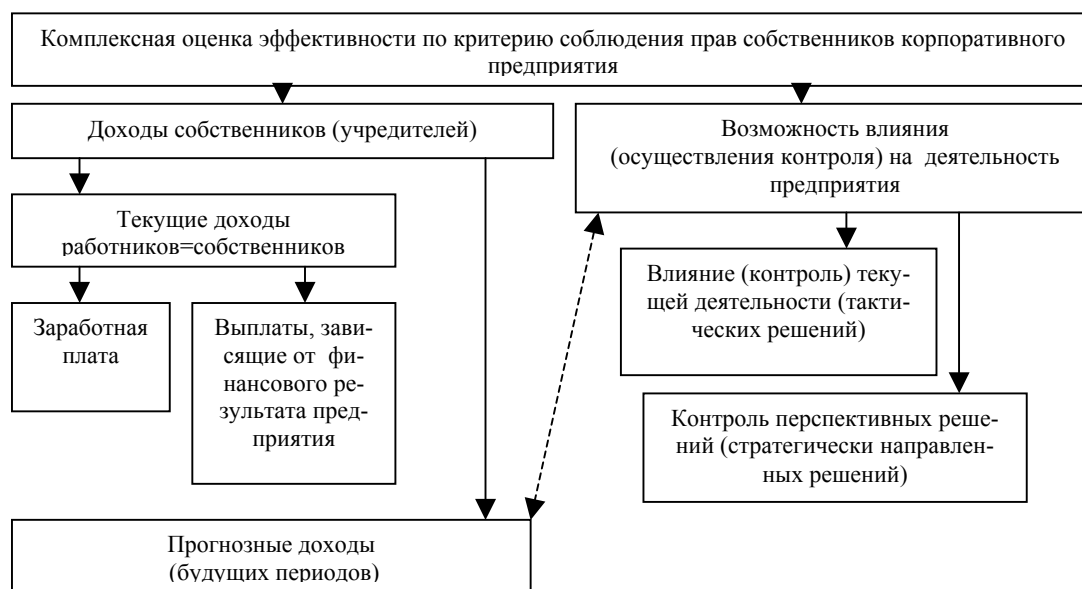 Комплексная оценка эффективности по критерию соблюдения прав собственников корпоративного
предприятия
Доходы собственников (учредителей)
Возможность влияния
(осуществления контроля) на деятельность
предприятия
Текущие доходы
работников=собственников
Влияние (контроль) теку-
щей деятельности (такти-
ческих решений)
Заработная
плата
Выплаты, зави-
сящие от фи-
нансового ре-
зультата пред-
приятия
Контроль перспективных реше-
ний (стратегически направлен-
ных решений)
Прогнозные доходы
(будущих периодов)